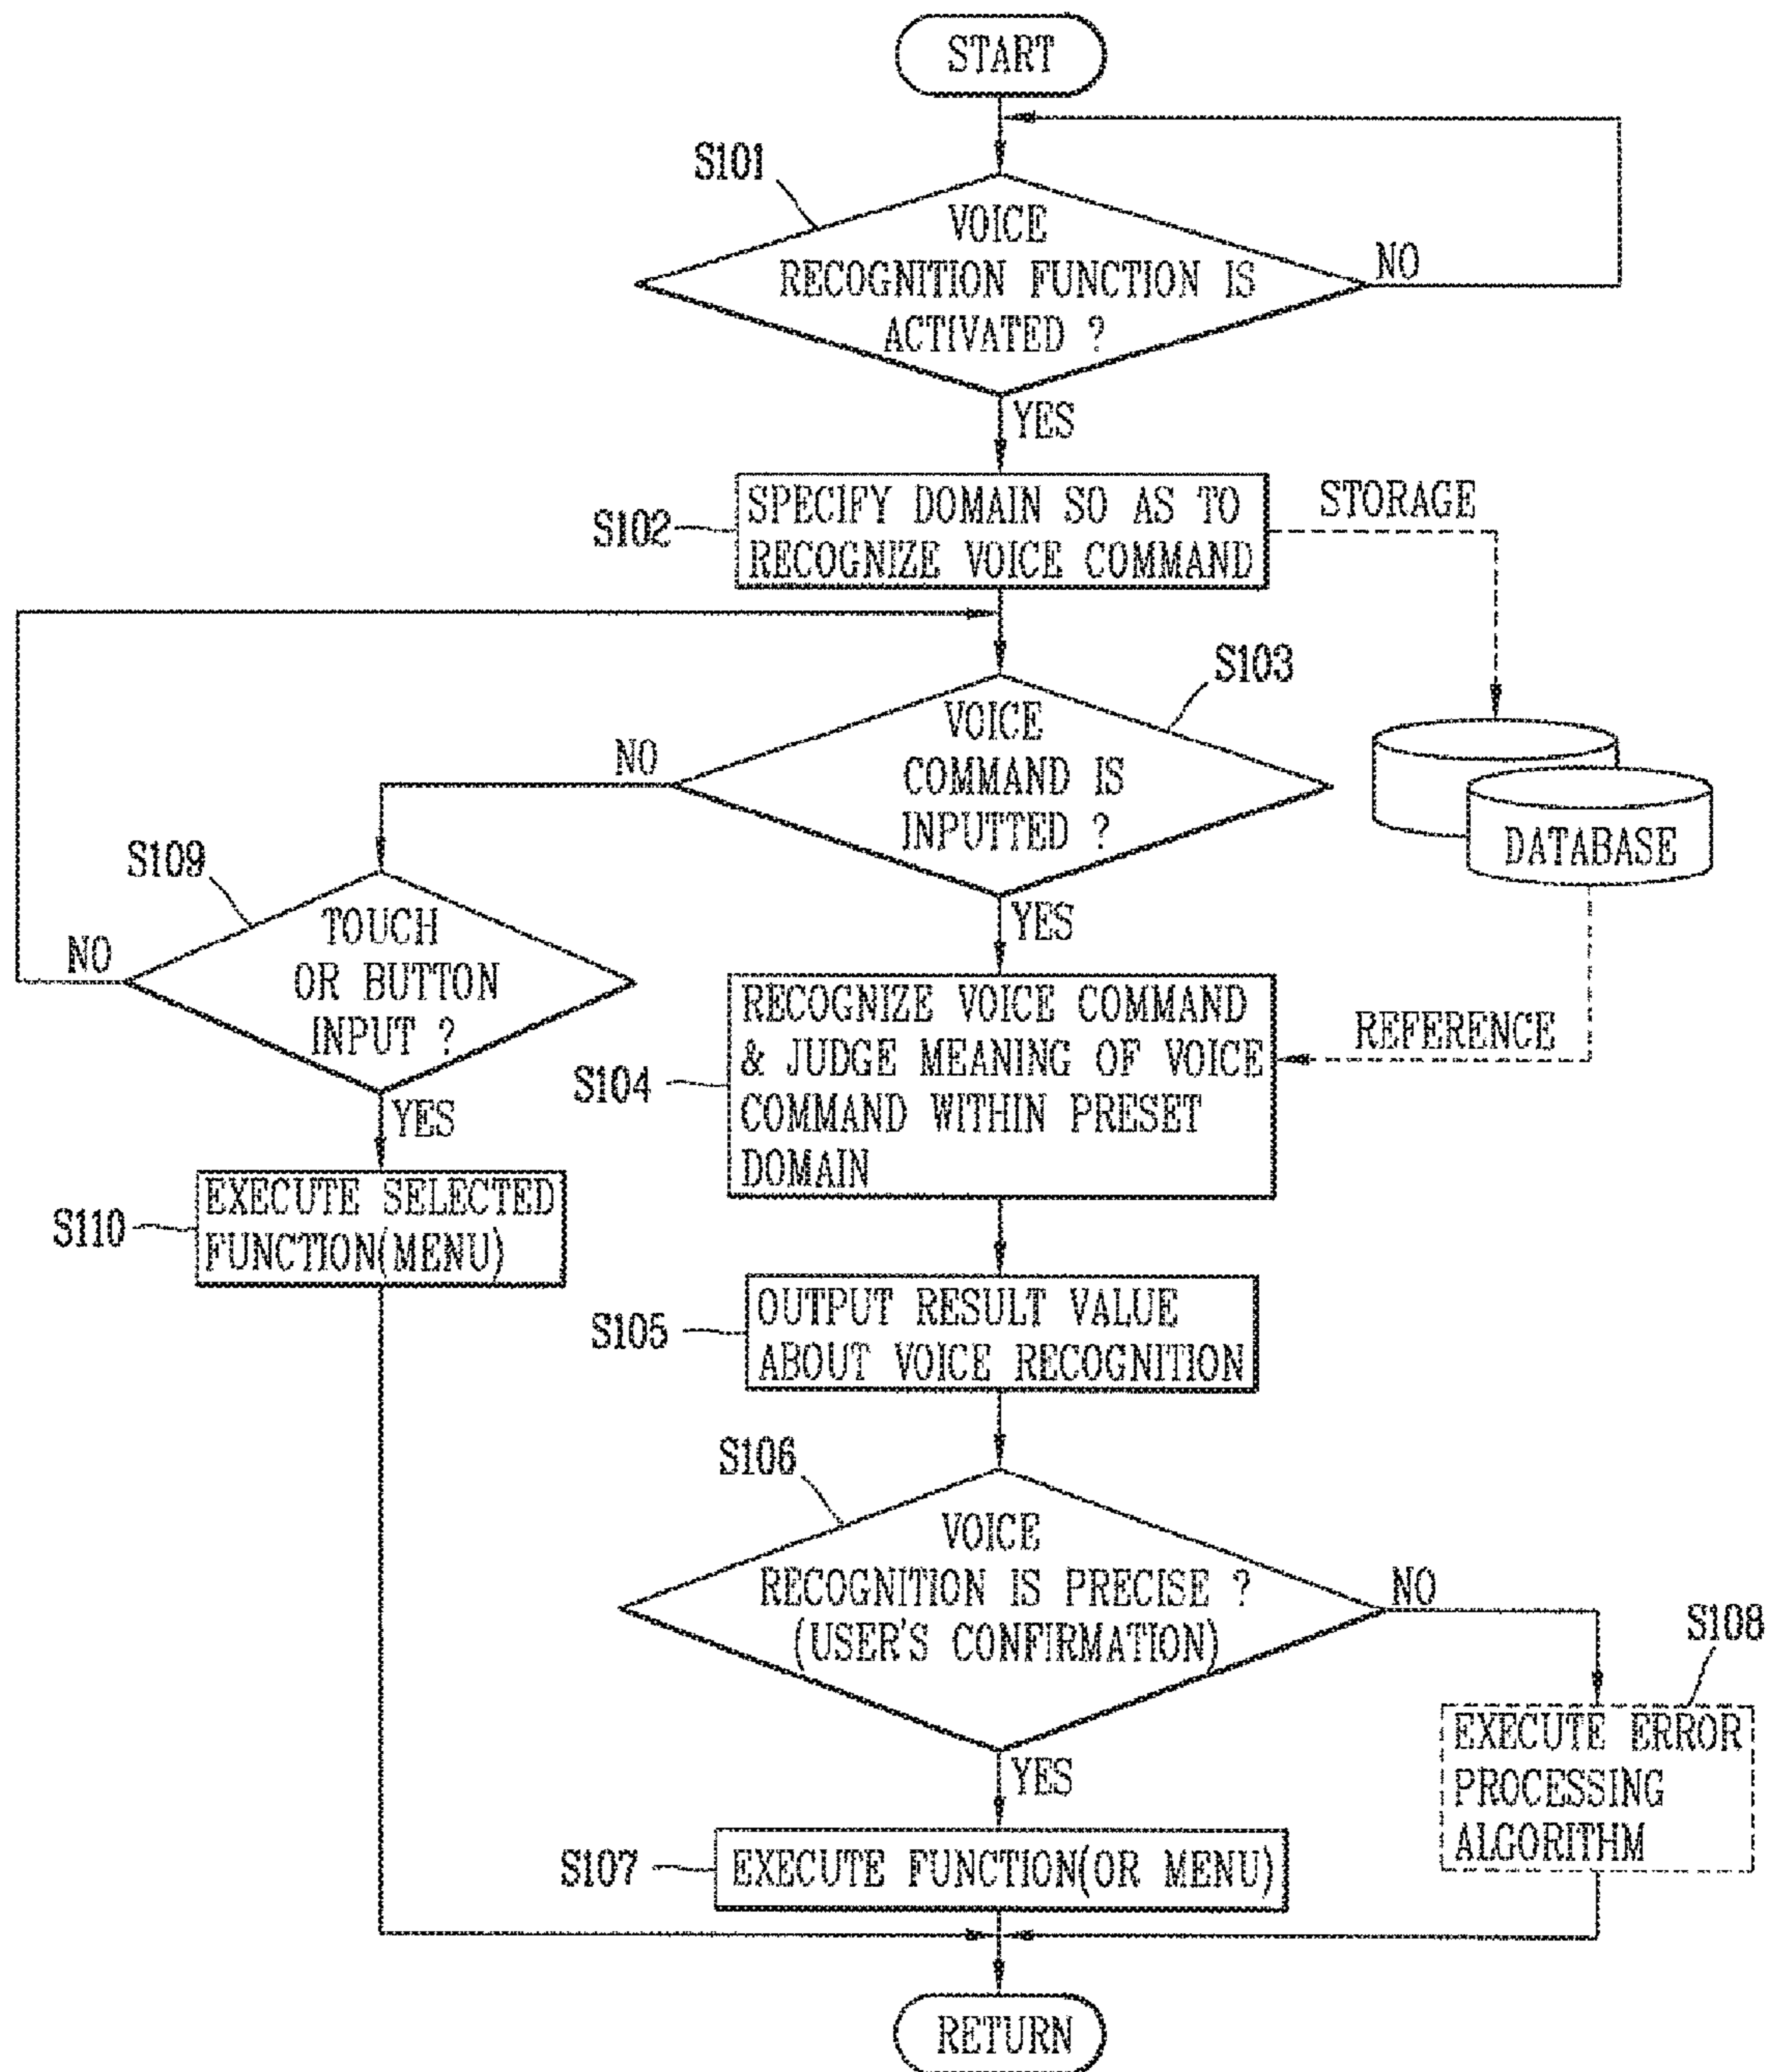 START
S101
VOICE
RECOGNITION FUNCTION IS
ACTIVATED ?
NO
YES
S102
SPECIFY DOMAIN SO AS TO
RECOGNIZE VOICE COMMAND
STORAGE
S103
VOICE
COMMAND IS
INPUTTED ?
NO
YES
DATABASE
S109
TOUCH
OR BUTTON
INPUT ?
NO
YES
REFERENCE
S104
RECOGNIZE VOICE COMMAND
& JUDGE MEANING OF VOICE
COMMAND WITHIN PRESET
DOMAIN
S110
EXECUTE SELECTED
FUNCTION(MENU)
S105
OUTPUT RESULT VALUE
ABOUT VOICE RECOGNITION
S106
VOICE
RECOGNITION IS PRECISE ?
(USER'S CONFIRMATION)
NO
YES
S108
EXECUTE ERROR
PROCESSING
ALGORITHM
S107
EXECUTE FUNCTION(OR MENU)
RETURN